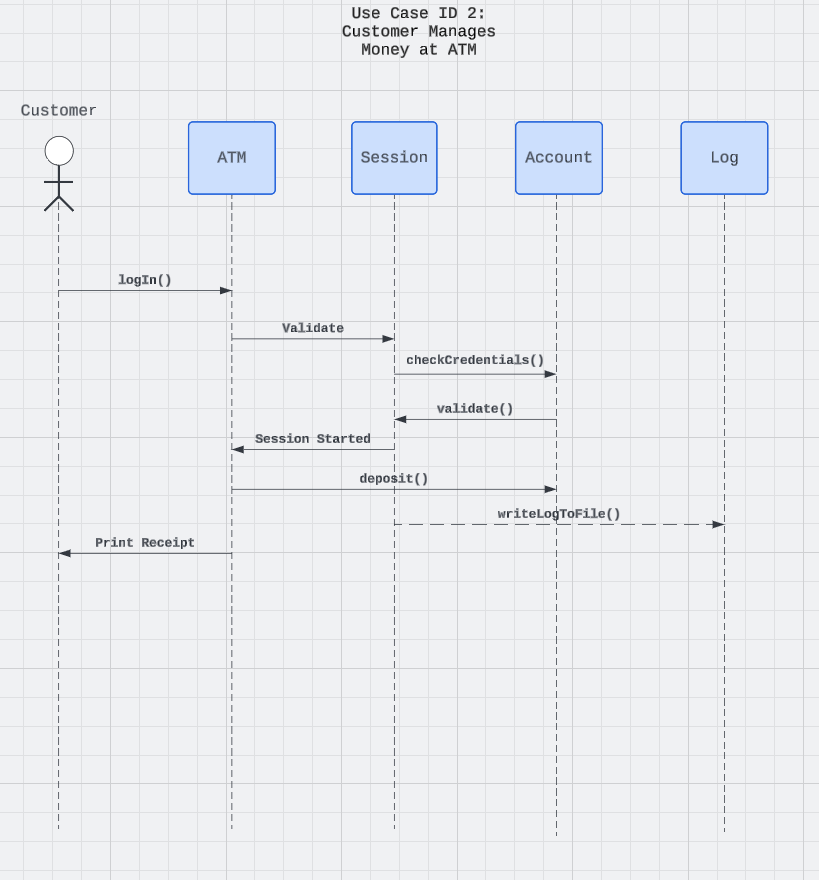 Use Case ID 2:
Customer Manages
Money at ATM
Customer
ATM
Session
Account
Log
logIn()
Validate
checkCredentials()
validate()
Session Started
deposit()
writeLogToFile()
Print Receipt